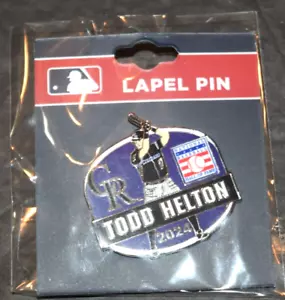 LAPEL PIN
CR
TODD HELTON
2024